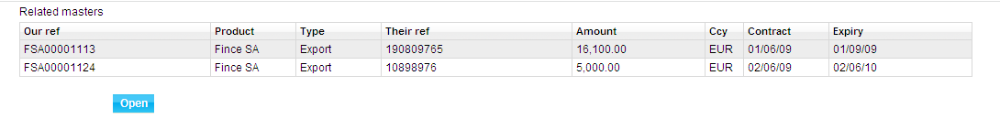 Related masters
Our ref Product Type Their ref Amount Ccy Contract Expiry
FSA00001113 Fince SA Export 190809765 16,100.00 EUR 01/06/09 01/09/09
FSA00001124 Fince SA Export 10898976 5,000.00 EUR 02/06/09 02/06/10
Open